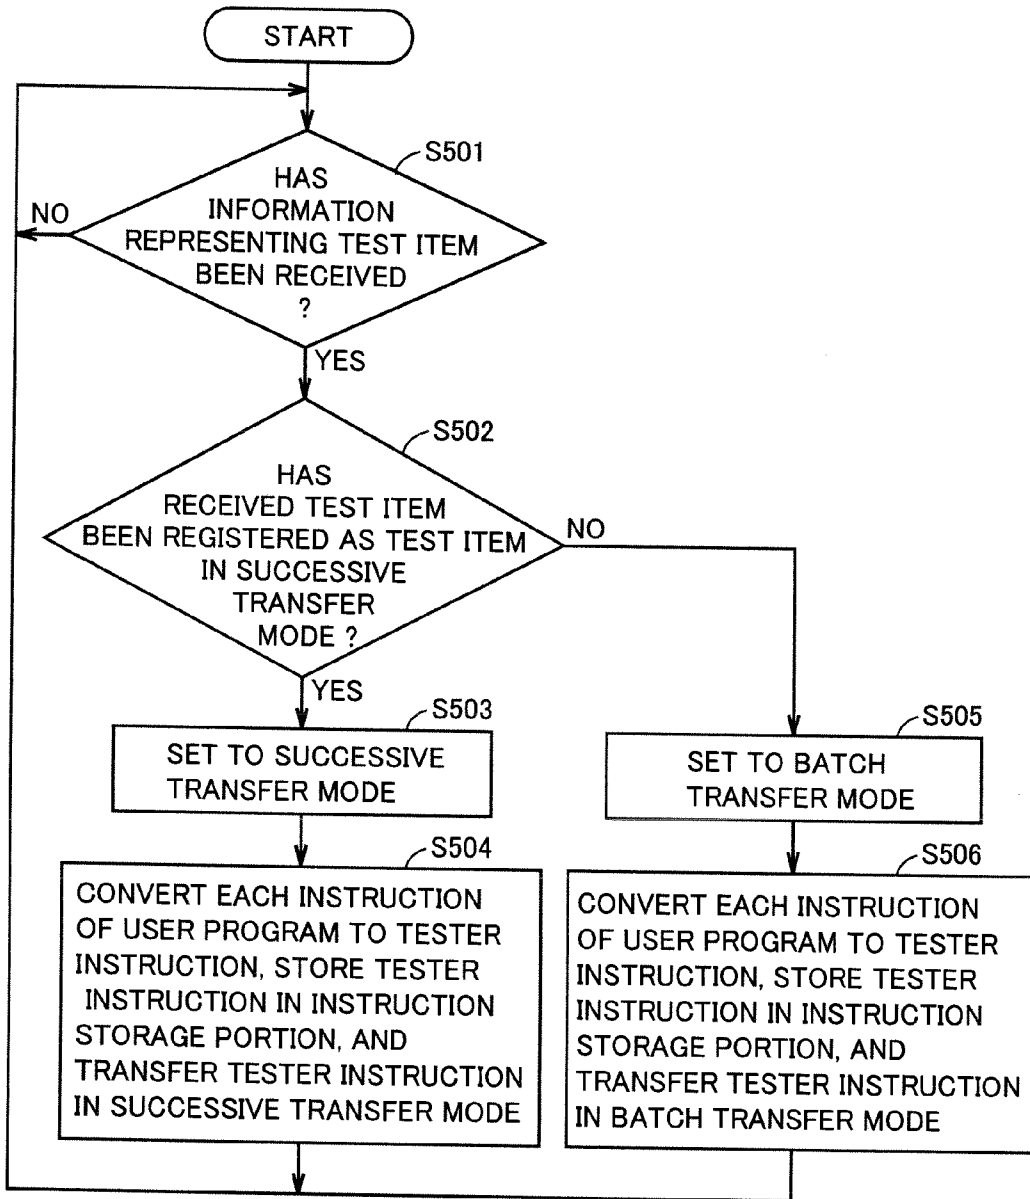 START
S501
HAS
INFORMATION
REPRESENTING TEST ITEM
BEEN RECEIVED
?
NO
YES
S502
HAS
RECEIVED TEST ITEM
BEEN REGISTERED AS TEST ITEM
IN SUCCESSIVE
TRANSFER
MODE ?
NO
YES
S503
SET TO SUCCESSIVE
TRANSFER MODE
S505
SET TO BATCH
TRANSFER MODE
S504
CONVERT EACH INSTRUCTION
OF USER PROGRAM TO TESTER
INSTRUCTION, STORE TESTER
INSTRUCTION IN INSTRUCTION
STORAGE PORTION, AND
TRANSFER TESTER INSTRUCTION
IN SUCCESSIVE TRANSFER MODE
S506
CONVERT EACH INSTRUCTION
OF USER PROGRAM TO TESTER
INSTRUCTION, STORE TESTER
INSTRUCTION IN INSTRUCTION
STORAGE PORTION, AND
TRANSFER TESTER INSTRUCTION
IN BATCH TRANSFER MODE